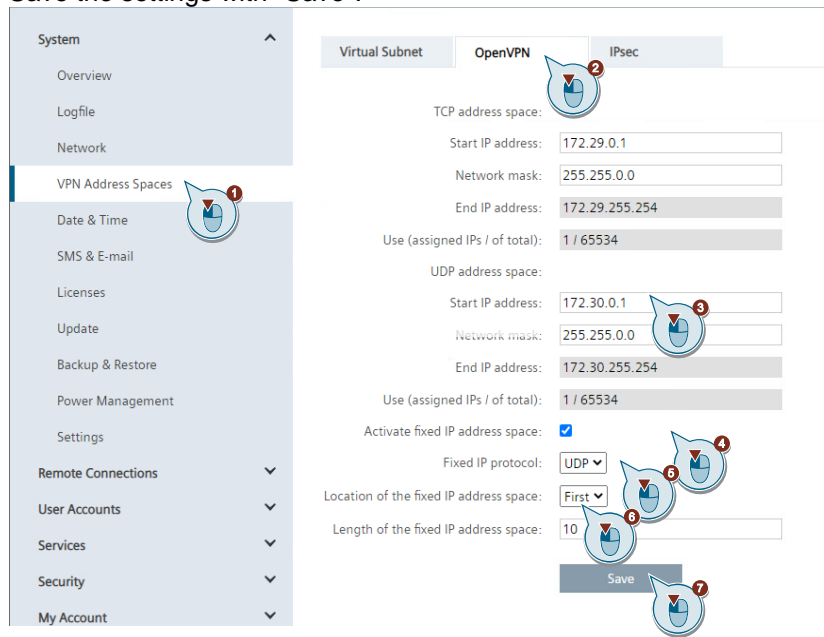 Save the settings with "Save".
System
Overview
Logfile
Network
VPN Address Spaces
1
Date & Time
SMS & E-mail
Licenses
Update
Backup & Restore
Power Management
Settings
Remote Connections
User Accounts
Services
Security
My Account
Virtual Subnet OpenVPN IPsec
2
TCP address space:
Start IP address: 172.29.0.1
Network mask: 255.255.0.0
End IP address: 172.29.255.254
Use (assigned IPs / of total): 1 / 65534
UDP address space:
Start IP address: 172.30.0.1
3
Network mask: 255.255.0.0
End IP address: 172.30.255.254
Use (assigned IPs / of total): 1 / 65534
Activate fixed IP address space:
4
Fixed IP protocol: UDP
5
Location of the fixed IP address space: First
6
Length of the fixed IP address space: 10
Save
7